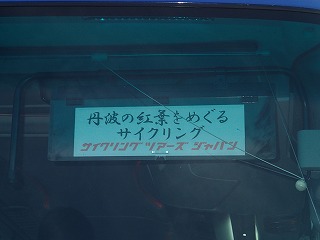 丹波の紅葉をめぐる
サイクリング
サイクリング ツアーズ ジャパン